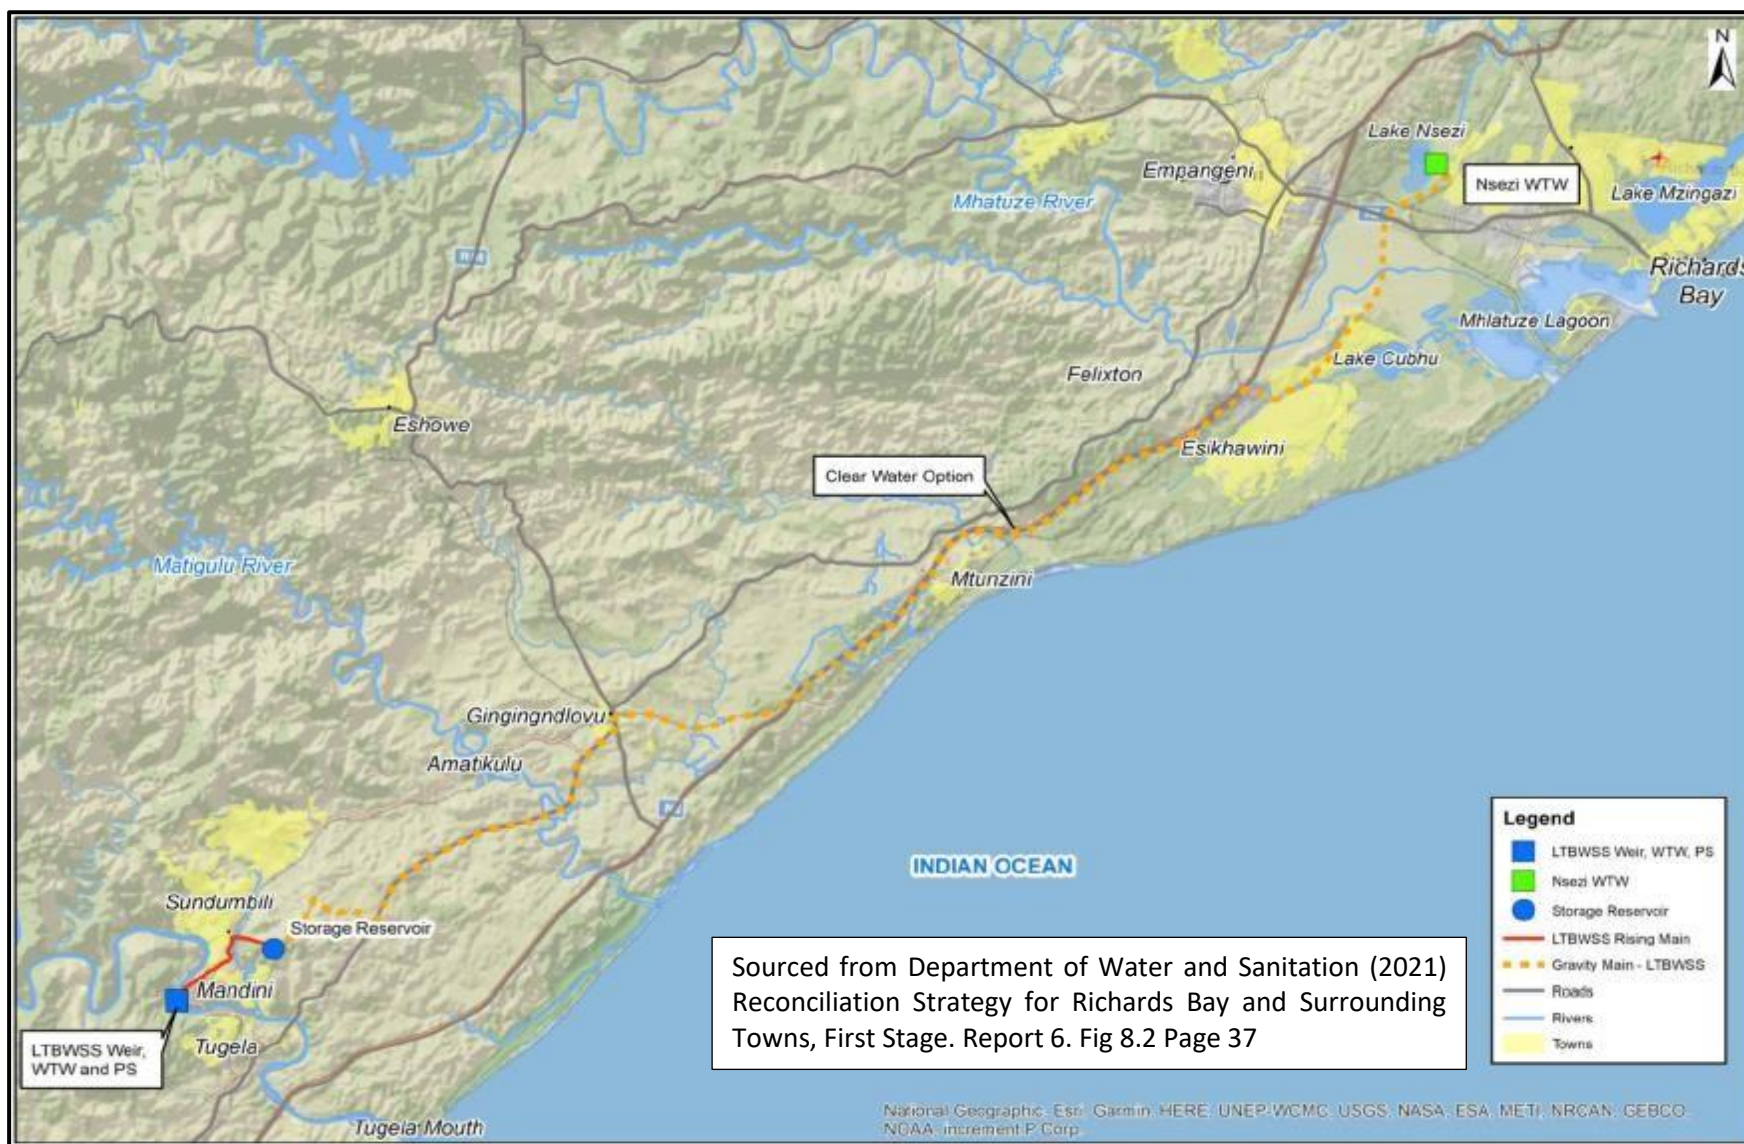 N
Lake Nsezi
Nsezi WTW
Empangeni
Lake Mzingazi
Mhatuze River
Richards
Bay
Mhlatuze Lagoon
Lake Cubhu
Felixton
Eshowe
Esikhawini
Clear Water Option
Matigulu River
Mtunzini
Gingingndlovu
Amatikulu
INDIAN OCEAN
Sundumbili
Storage Reservoir
Mandini
Tugela
LTBWSS Weir,
WTW and PS
Tugela Mouth
Legend
LTBWSS Weir, WTW, PS
Nsezi WTW
Storage Reservoir
LTBWSS Rising Main
Gravity Main - LTBWSS
Roads
Rivers
Towns
Sourced from Department of Water and Sanitation (2021)
Reconciliation Strategy for Richards Bay and Surrounding
Towns, First Stage. Report 6. Fig 8.2 Page 37
National Geographic, Esri, Garmin, HERE, UNEP-WCMC, USGS, NASA, ESA, METI, NRCAN, GEBCO,
NOAA, increment P Corp.